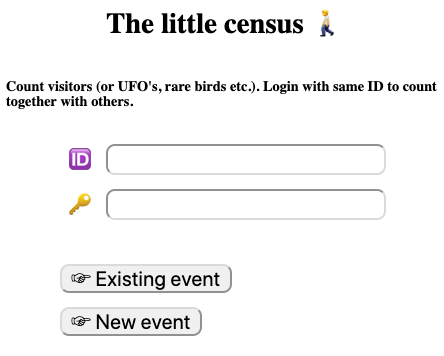 The little census 🚶
Count visitors (or UFO's, rare birds etc.). Login with same ID to count
together with others.
🆔
🔑
☞ Existing event
☞ New event